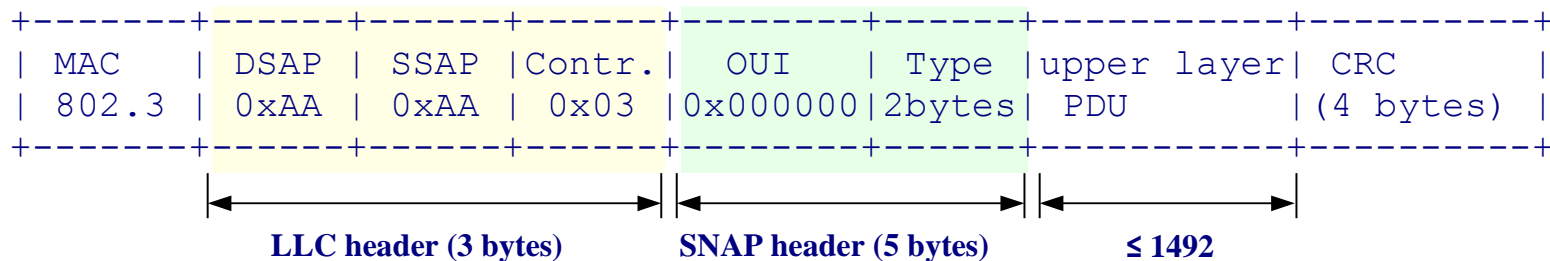 +-------+------+------+------+--------+------+-----------+----------+
| MAC | DSAP | SSAP |Contr.| OUI | Type |upper layer| CRC |
| 802.3 | 0xAA | 0xAA | 0x03 |0x000000|2bytes| PDU |(4 bytes) |
+-------+------+------+------+--------+------+-----------+----------+
LLC header (3 bytes) SNAP header (5 bytes) ≤ 1492